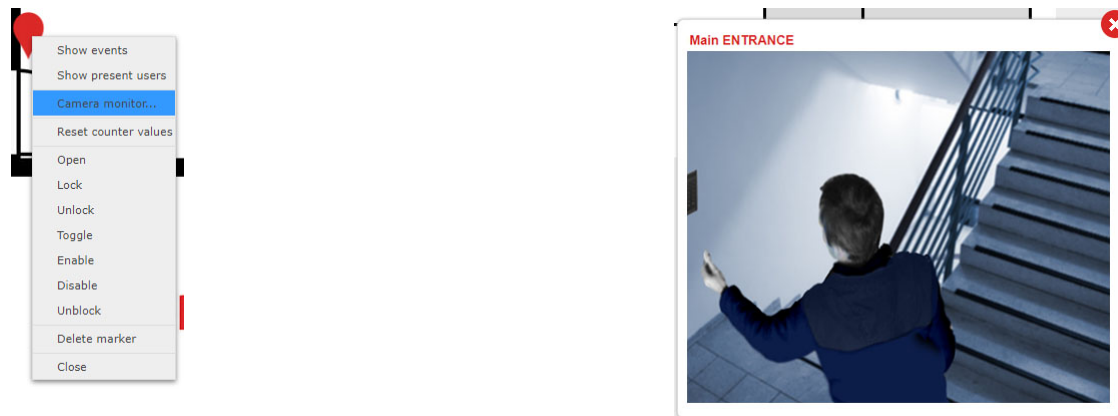 Show events
Show present users
Camera monitor...
Reset counter values
Open
Lock
Unlock
Toggle
Enable
Disable
Unblock
Delete marker
Close
Main ENTRANCE